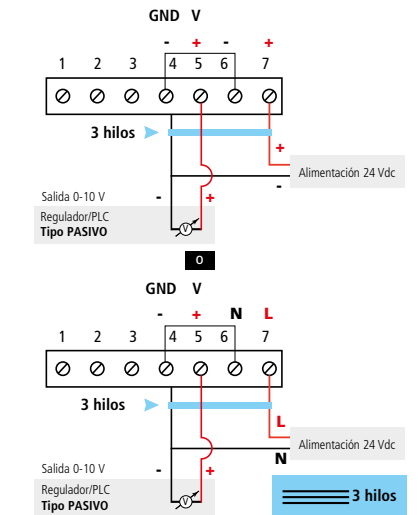 GND V
- + - +
1 2 3 4 5 6 7
3 hilos
+
Alimentación 24 Vdc
-
Salida 0-10 V - +
Regulador/PLC
Tipo PASIVO
V
O
GND V
- + N L
1 2 3 4 5 6 7
3 hilos
L
Alimentación 24 Vdc
N
Salida 0-10 V - +
Regulador/PLC
Tipo PASIVO
V
3 hilos